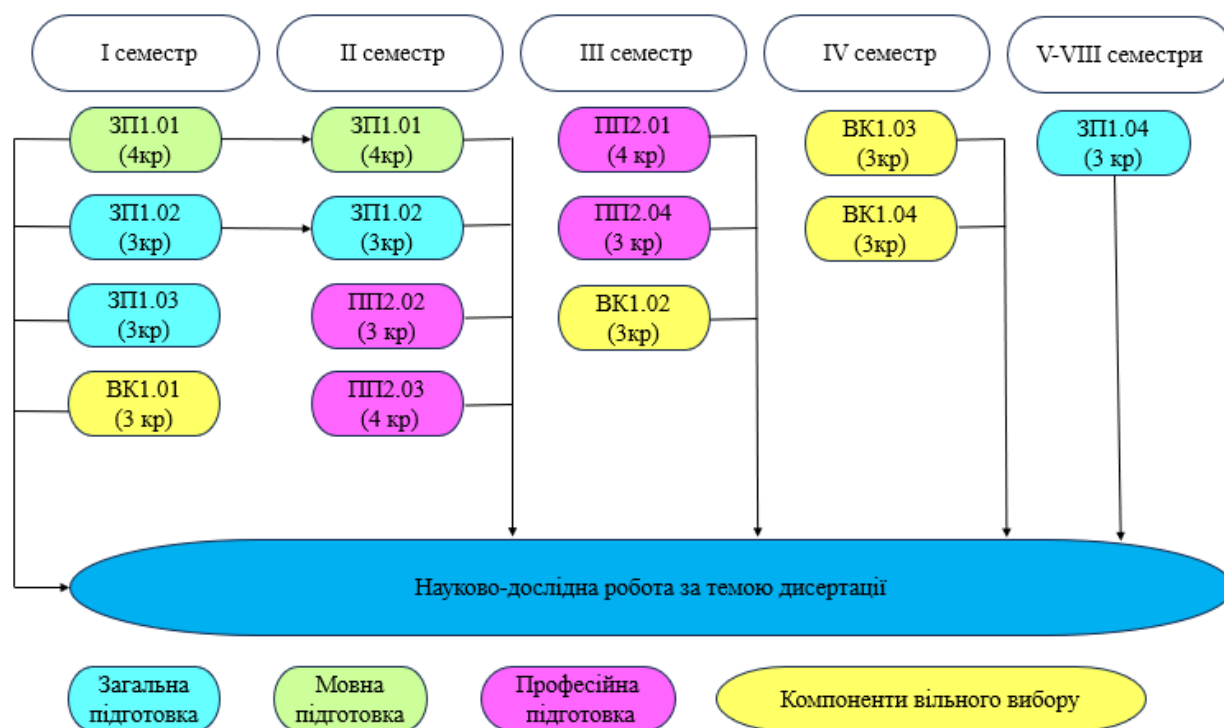 І семестр
ІІ семестр
ІІІ семестр
IV семестр
V-VIII семестри
ЗП1.01
(4кр)
ЗП1.01
(4кр)
ПП2.01
(4 кр)
ВК1.03
(3кр)
ЗП1.04
(3 кр)
ЗП1.02
(3кр)
ЗП1.02
(3кр)
ПП2.04
(3 кр)
ВК1.04
(3кр)
ЗП1.03
(3кр)
ПП2.02
(3 кр)
ВК1.02
(3кр)
ВК1.01
(3 кр)
ПП2.03
(4 кр)
Науково-дослідна робота за темою дисертації
Загальна
підготовка
Мовна
підготовка
Професійна
підготовка
Компоненти вільного вибору